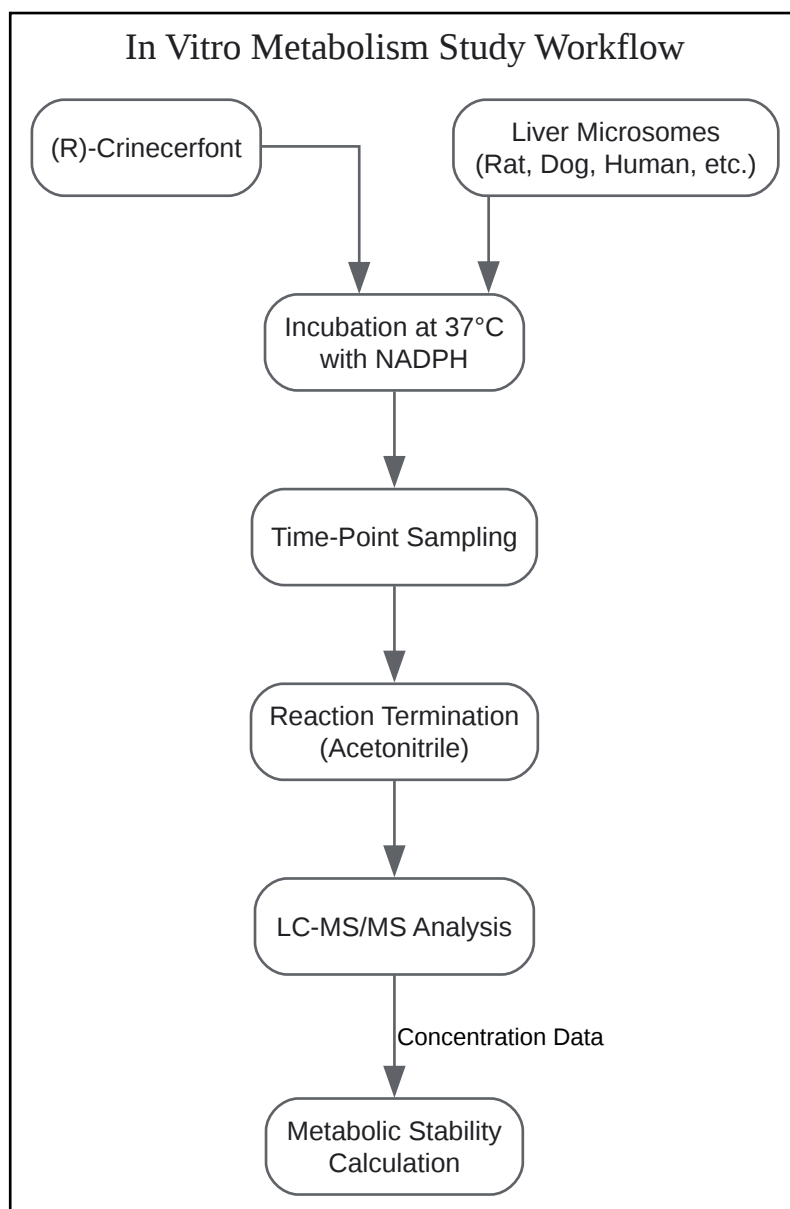 In Vitro Metabolism Study Workflow
(R)-Crinecerfont
Liver Microsomes
(Rat, Dog, Human, etc.)
Incubation at 37°C
with NADPH
Time-Point Sampling
Reaction Termination
(Acetonitrile)
LC-MS/MS Analysis
Concentration Data
Metabolic Stability
Calculation